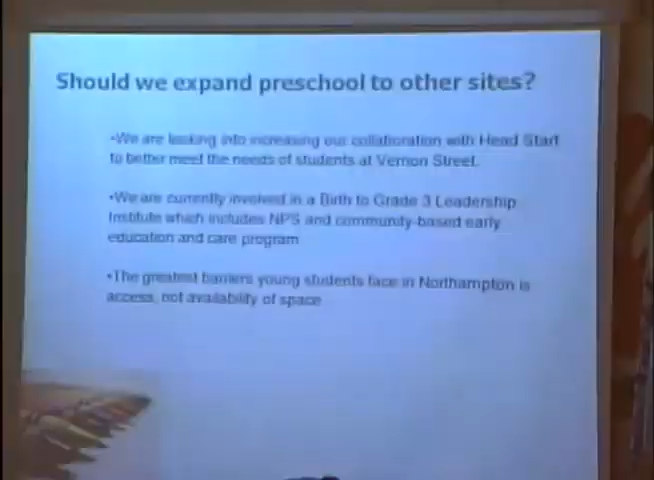 Should we expand preschool to other sites?
•We are looking into increasing our collaboration with Head Start
to better meet the needs of students at Vernon Street.
•We are currently involved in a Birth to Grade 3 Leadership
Institute which includes NPS and community-based early
education and care program
•The greatest barriers young students face in Northampton is
access, not availability of space